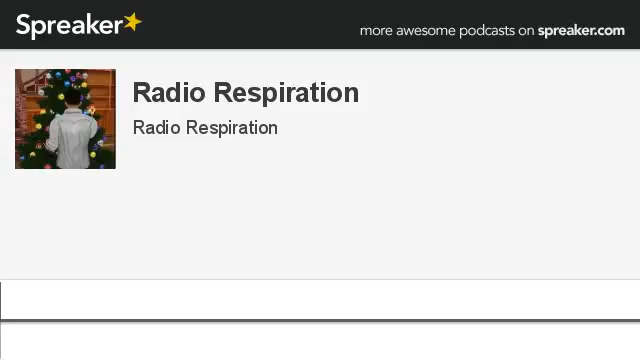 Spreaker
more awesome podcasts on spreaker.com
Radio Respiration
Radio Respiration